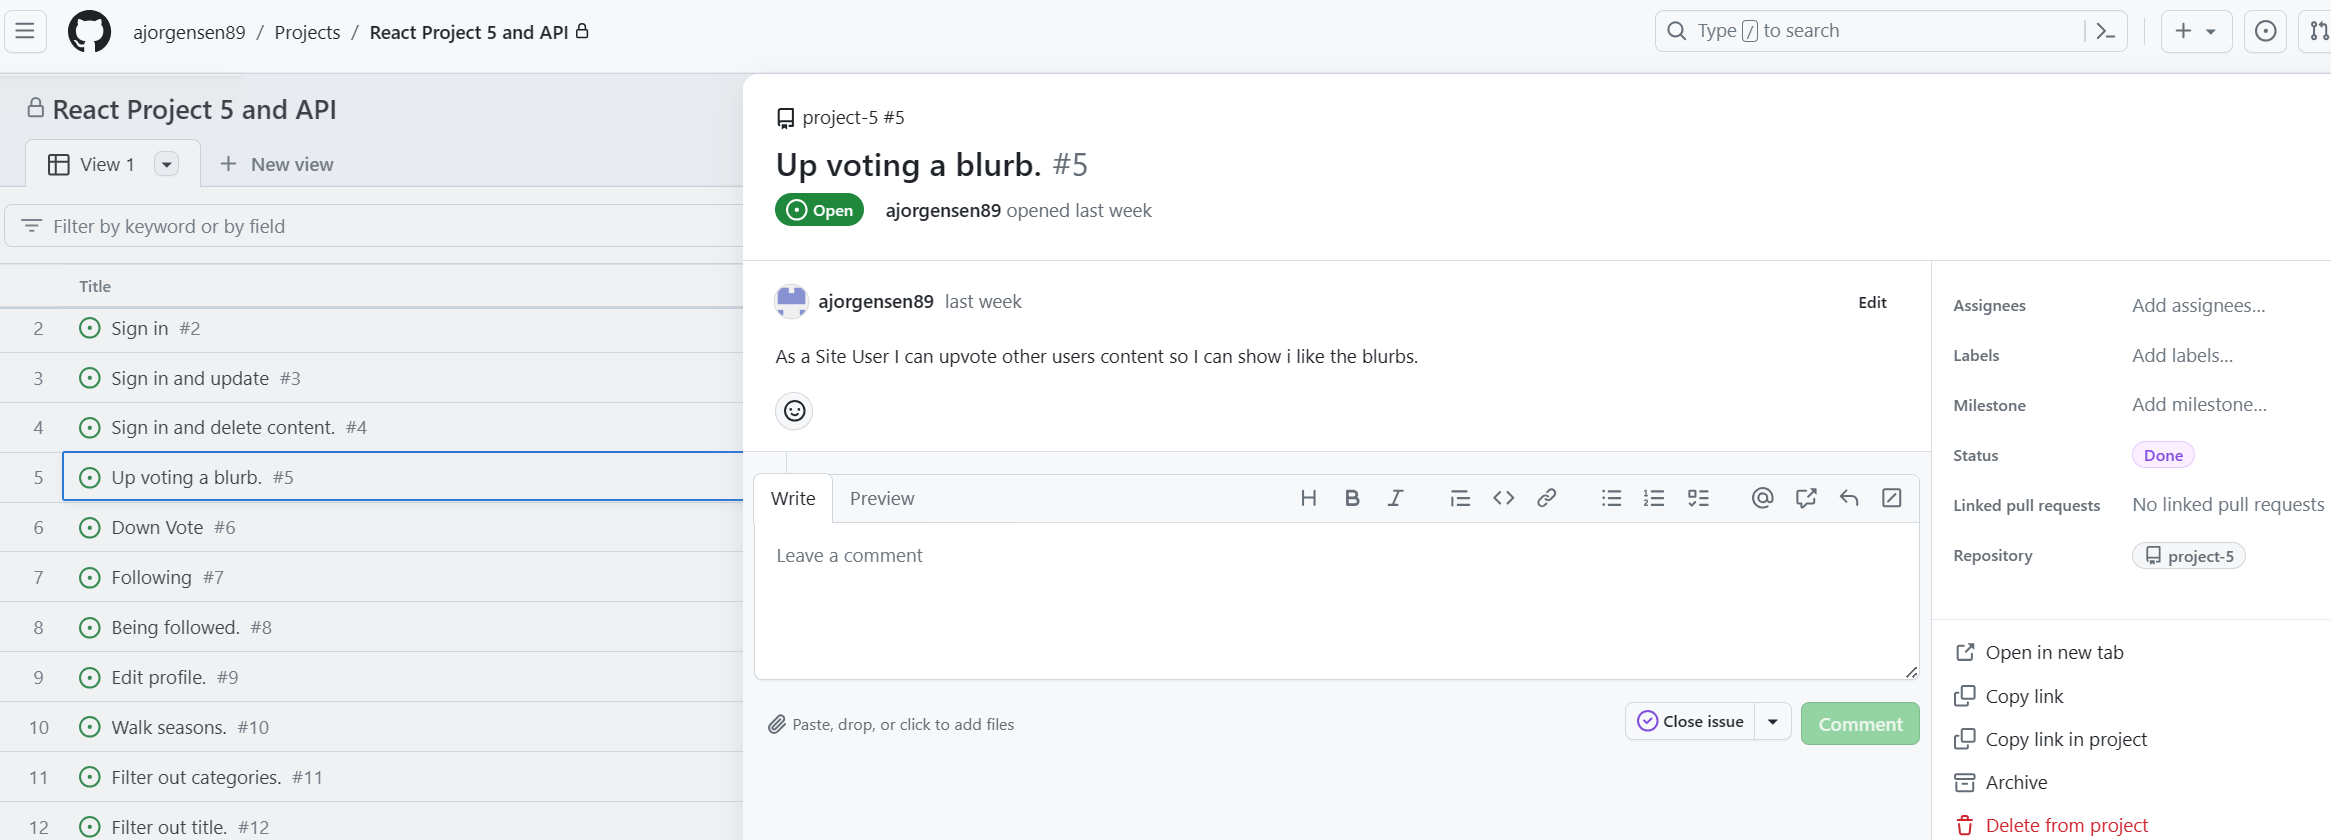 ajorgensen89 / Projects / React Project 5 and API
Type / to search
React Project 5 and API
View 1
New view
Filter by keyword or by field
Title
2 Sign in #2
3 Sign in and update #3
4 Sign in and delete content. #4
5 Up voting a blurb. #5
6 Down Vote #6
7 Following #7
8 Being followed. #8
9 Edit profile. #9
10 Walk seasons. #10
11 Filter out categories. #11
12 Filter out title. #12
project-5 #5
Up voting a blurb. #5
Open ajorgensen89 opened last week
ajorgensen89 last week Edit
As a Site User I can upvote other users content so I can show i like the blurbs.
Write Preview
Leave a comment
Paste, drop, or click to add files
Close issue
Comment
Assignees Add assignees...
Labels Add labels...
Milestone Add milestone...
Status Done
Linked pull requests No linked pull requests
Repository project-5
Open in new tab
Copy link
Copy link in project
Archive
Delete from project